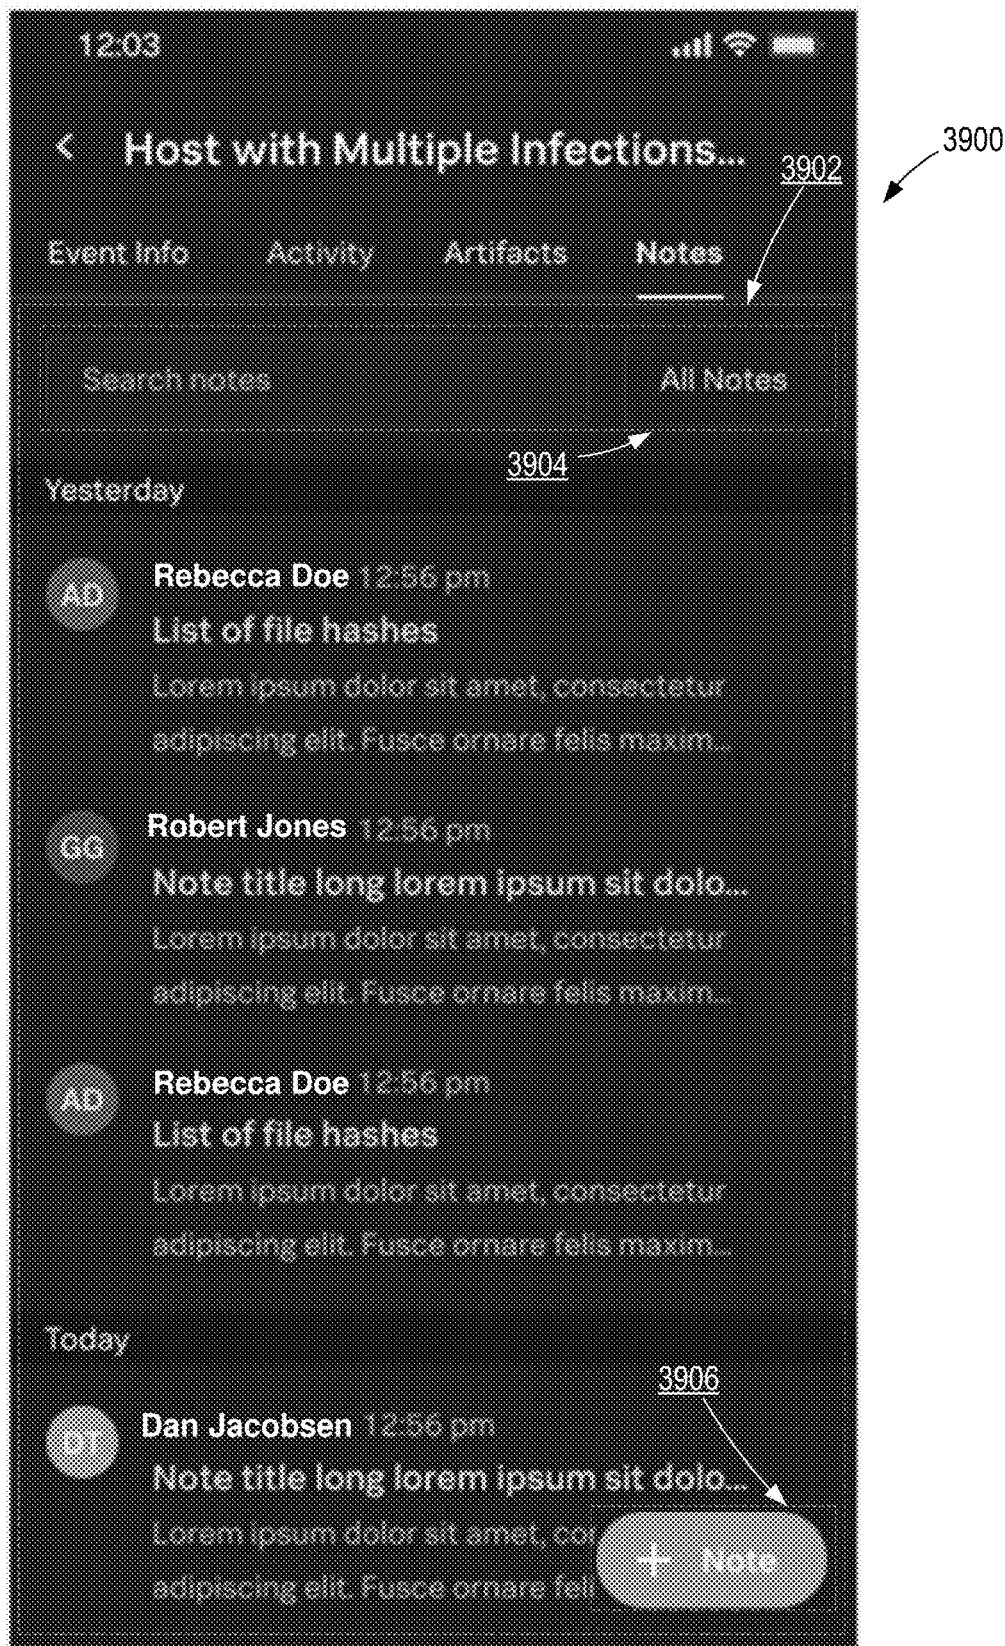 12:03
Host with Multiple Infections...
3900
3902
Event Info Activity Artifacts Notes
Search notes All Notes
3904
Yesterday
AD Rebecca Doe 12:56 pm
List of file hashes
Lorem ipsum dolor sit amet, consectetur
adipiscing elit. Fusce ornare felis maxim...
GG Robert Jones 12:56 pm
Note title long lorem ipsum sit dolo...
Lorem ipsum dolor sit amet, consectetur
adipiscing elit. Fusce ornare felis maxim...
AD Rebecca Doe 12:56 pm
List of file hashes
Lorem ipsum dolor sit amet, consectetur
adipiscing elit. Fusce ornare felis maxim...
Today
3906
DT Dan Jacobsen 12:56 pm
Note title long lorem ipsum sit dolo...
Lorem ipsum dolor sit amet, co
adipiscing elit. Fusce ornare feli
+ Note